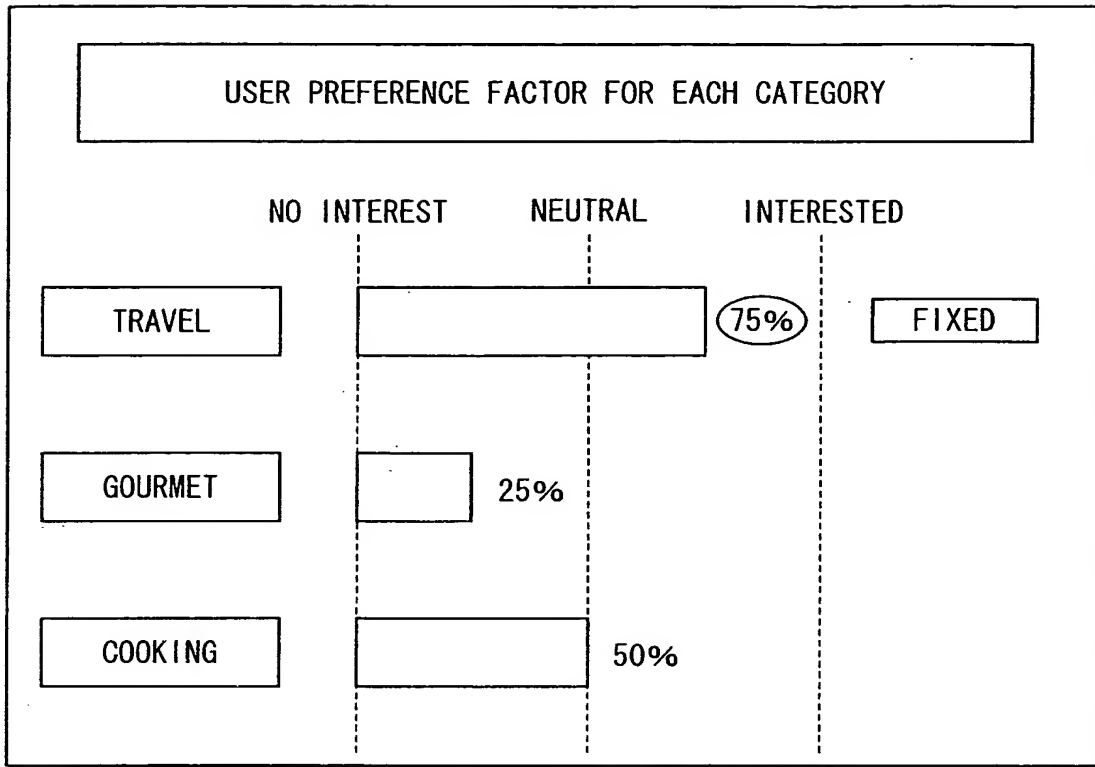 USER PREFERENCE FACTOR FOR EACH CATEGORY
NO INTEREST NEUTRAL INTERESTED
TRAVEL 75% FIXED
GOURMET 25%
COOKING 50%